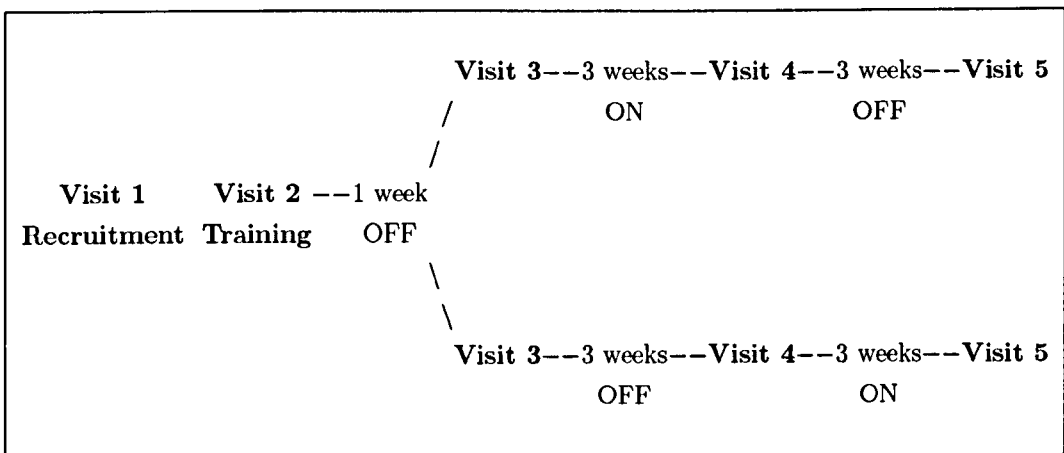 Visit 3--3 weeks--Visit 4--3 weeks--Visit 5
ON OFF
Visit 1 Visit 2 --1 week
Recruitment Training OFF
Visit 3--3 weeks--Visit 4--3 weeks--Visit 5
OFF ON